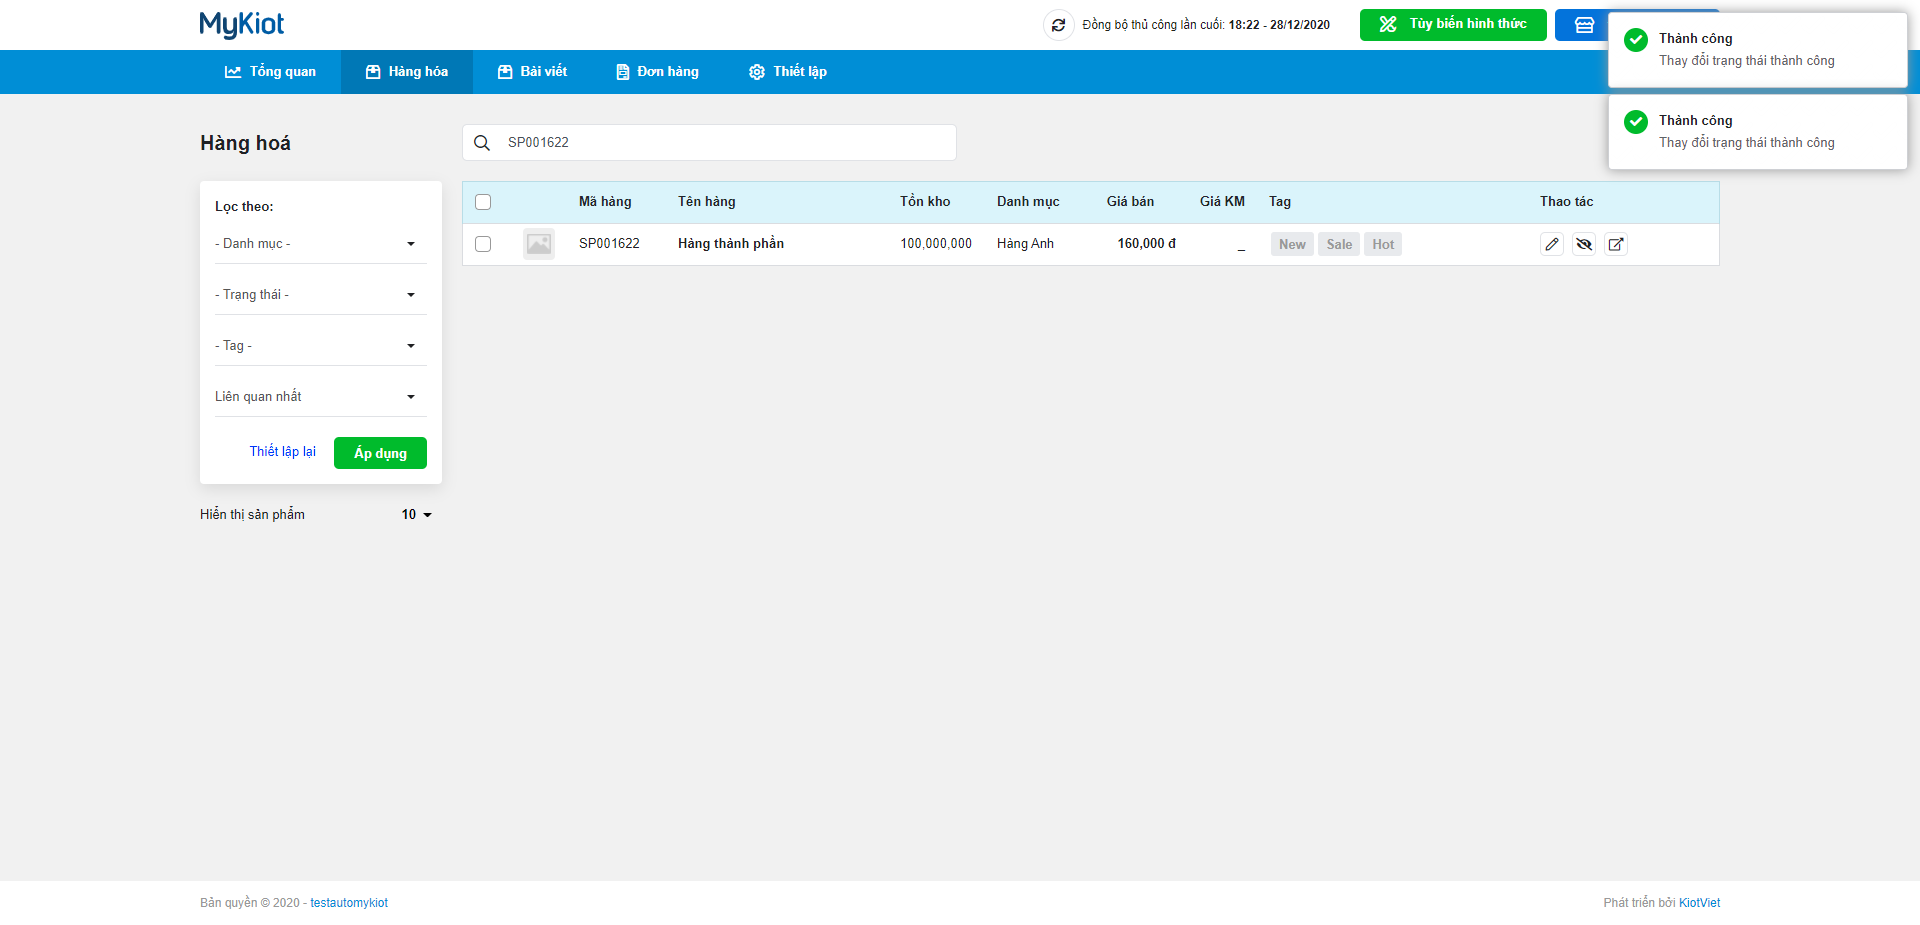 MyKiot
Đồng bộ thủ công lần cuối: 18:22 - 28/12/2020
Tùy biến hình thức
Thành công
Thay đổi trạng thái thành công
Tổng quan
Hàng hóa
Bài viết
Đơn hàng
Thiết lập
Thành công
Thay đổi trạng thái thành công
Hàng hoá
SP001622
Lọc theo:
- Danh mục -
- Trạng thái -
- Tag -
Liên quan nhất
Thiết lập lại
Áp dụng
Hiển thị sản phẩm
10
Mã hàng Tên hàng Tồn kho Danh mục Giá bán Giá KM Tag Thao tác
SP001622 Hàng thành phần 100,000,000 Hàng Anh 160,000 đ _ New Sale Hot
Bản quyền © 2020 - testautomykiot
Phát triển bởi KiotViet